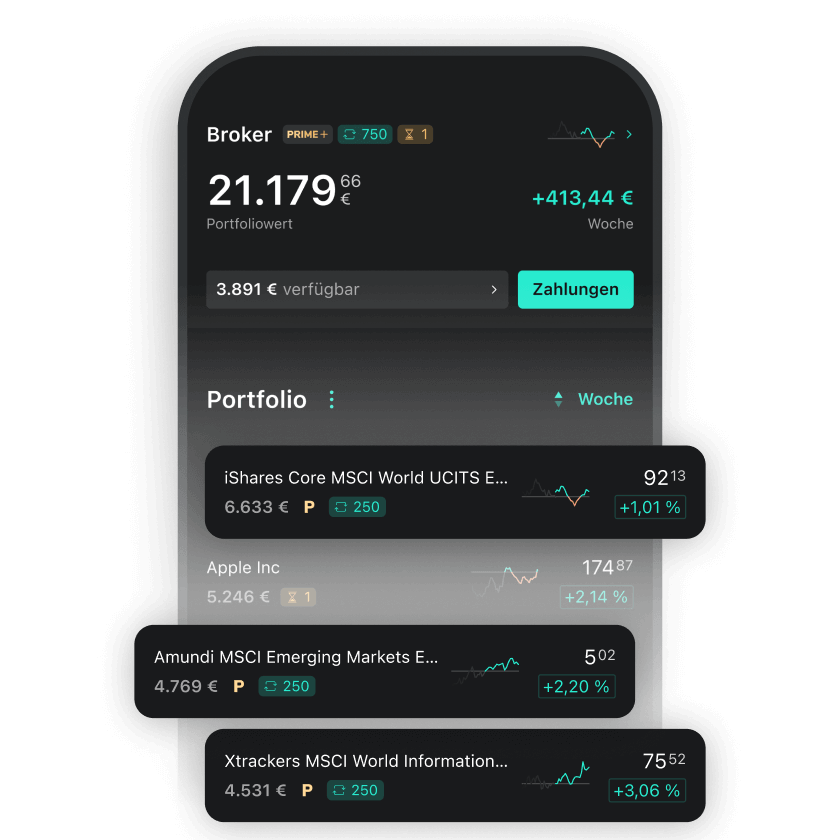 Broker PRIME+ 750 1
21.179 66 €
+413,44 €
Portfoliowert
Woche
3.891 € verfügbar
Zahlungen
Portfolio
Woche
iShares Core MSCI World UCITS E... 92 13
6.633 € P 250 +1,01 %
Apple Inc 174 87
5.246 € 1 +2,14 %
Amundi MSCI Emerging Markets E... 5 02
4.769 € P 250 +2,20 %
Xtrackers MSCI World Information... 75 52
4.531 € P 250 +3,06 %